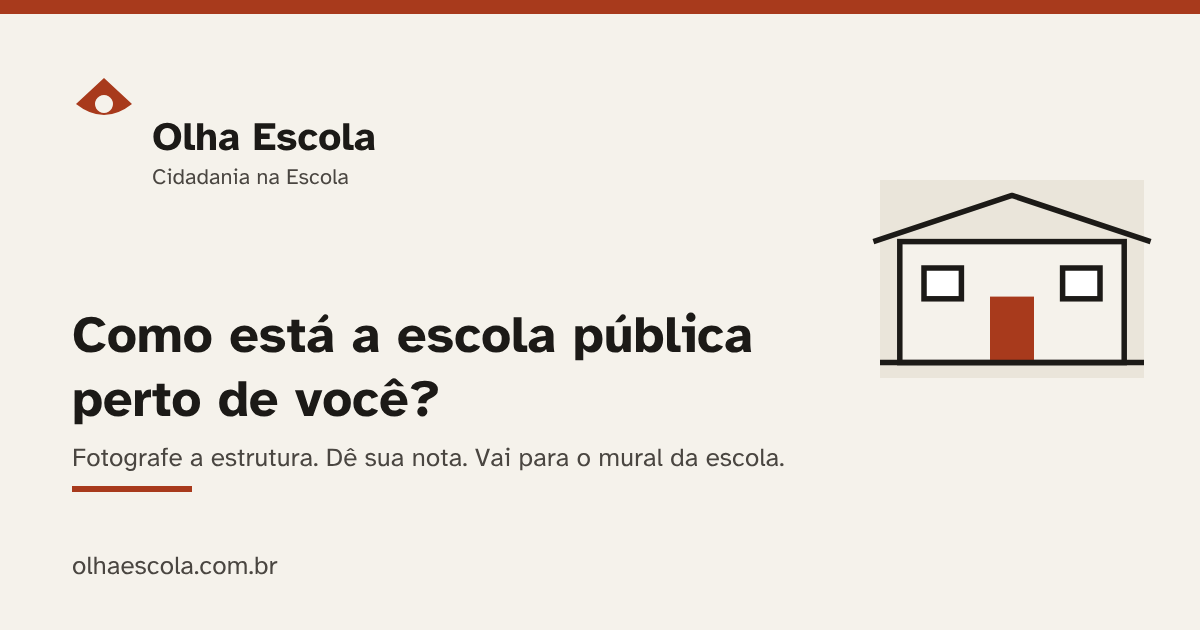 Olha Escola
Cidadania na Escola
Como está a escola pública
perto de você?
Fotografe a estrutura. Dê sua nota. Vai para o mural da escola.
olhaescola.com.br